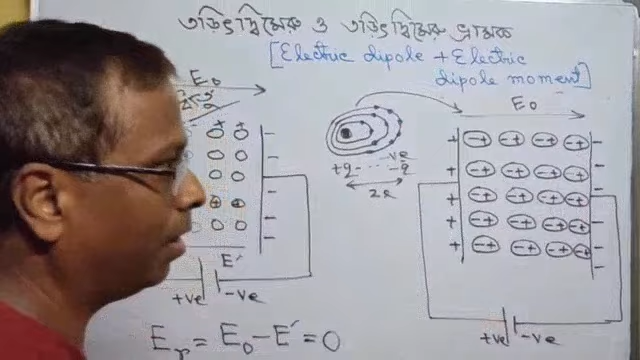 তড়িৎদ্বিমেরু ও তড়িৎদ্বিমেরু ভ্রামক
[Electric dipole + Electric
dipole moment]
E₀
E₀
+q - - - - -q
-ve
2l
E'
+ve -ve
+ve -ve
Eᵣ = E₀ - E' = 0